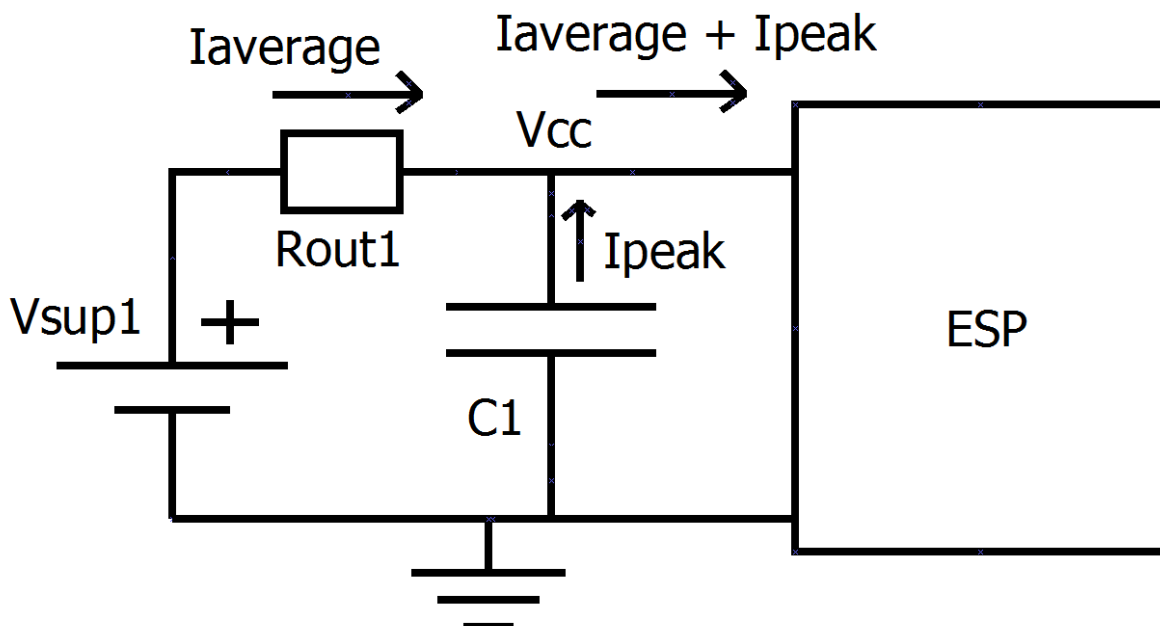 Iaverage
Iaverage + Ipeak
Vcc
Rout1
Ipeak
Vsup1
+
ESP
C1